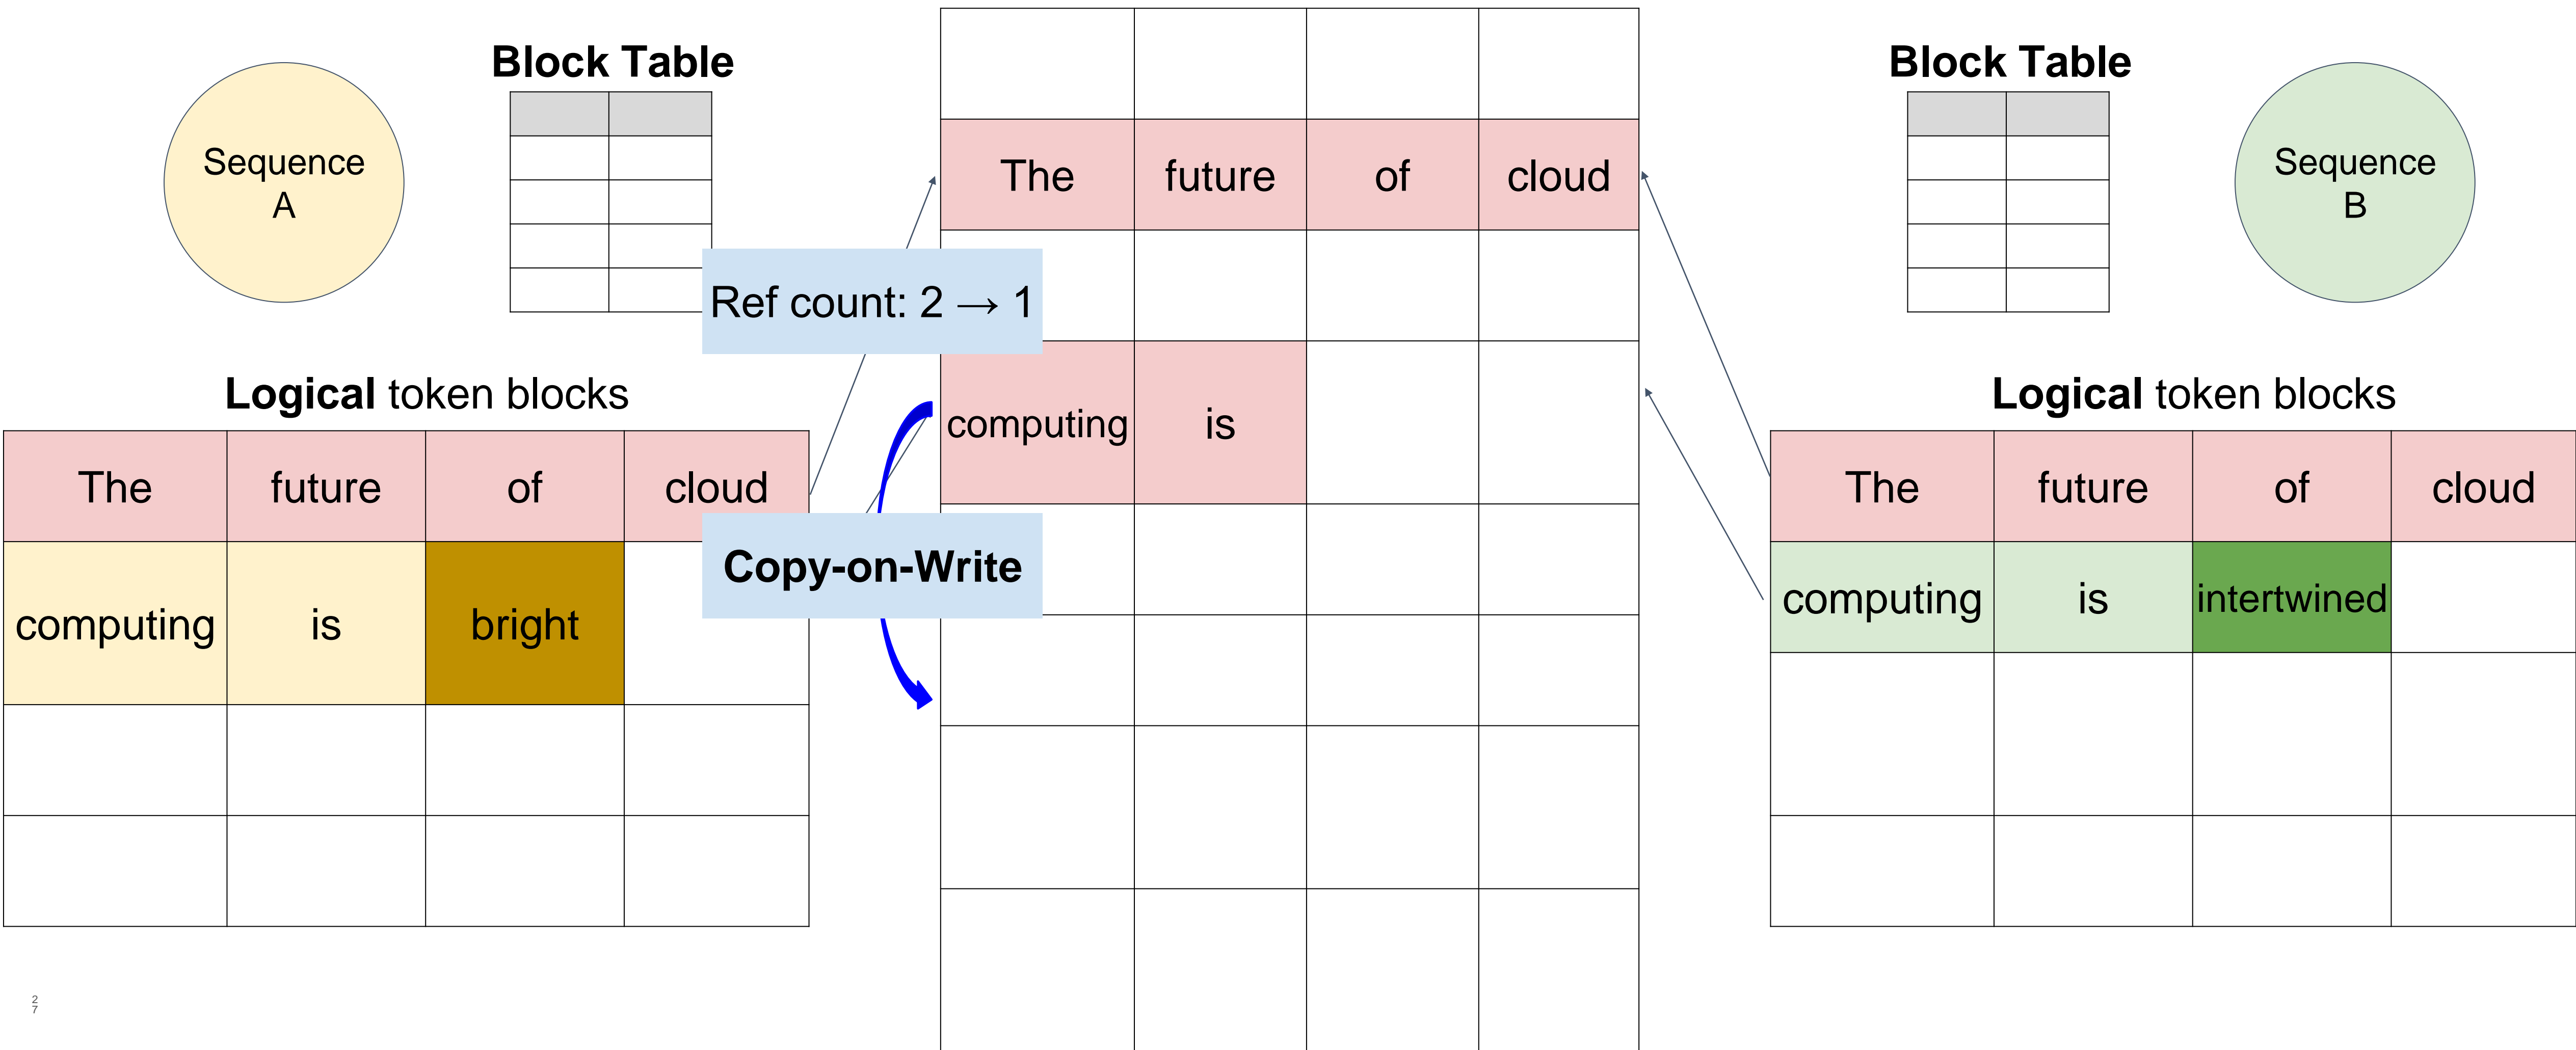 Sequence
A
Block Table
Logical token blocks
The future of cloud
computing is bright
The future of cloud
Ref count: 2 → 1
computing is
Copy-on-Write
Block Table
Sequence
B
Logical token blocks
The future of cloud
computing is intertwined
2
7